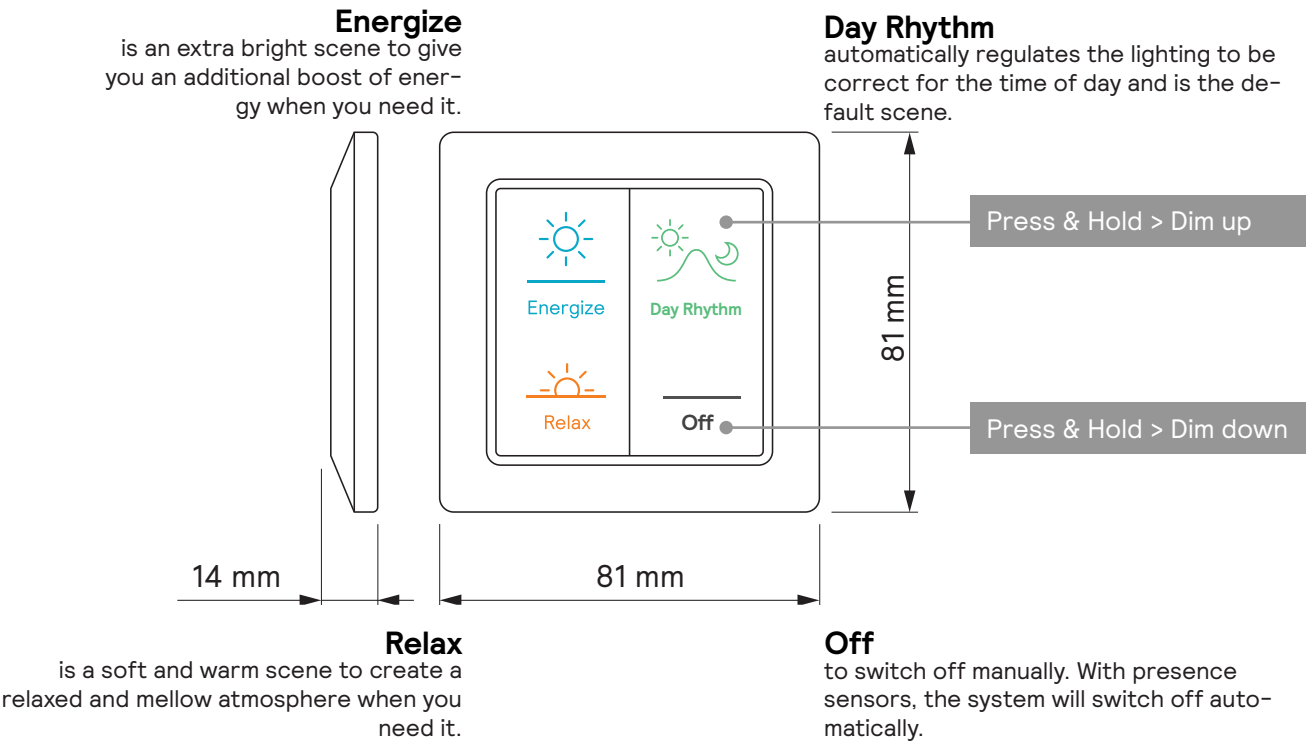 Energize
is an extra bright scene to give
you an additional boost of ener-
gy when you need it.
Day Rhythm
automatically regulates the lighting to be
correct for the time of day and is the de-
fault scene.
Energize
Day Rhythm
Relax
Off
Press & Hold > Dim up
81 mm
Press & Hold > Dim down
14 mm
81 mm
Relax
is a soft and warm scene to create a
relaxed and mellow atmosphere when you
need it.
Off
to switch off manually. With presence
sensors, the system will switch off auto-
matically.